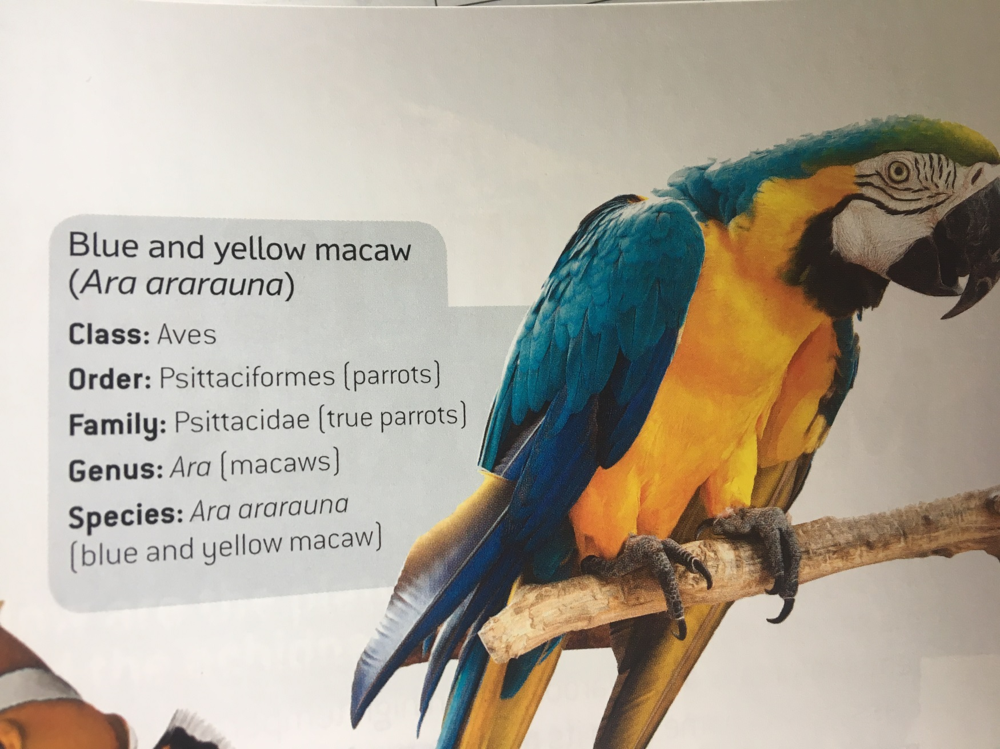 Blue and yellow macaw
(Ara ararauna)
Class: Aves
Order: Psittaciformes (parrots)
Family: Psittacidae (true parrots)
Genus: Ara (macaws)
Species: Ara ararauna
(blue and yellow macaw)